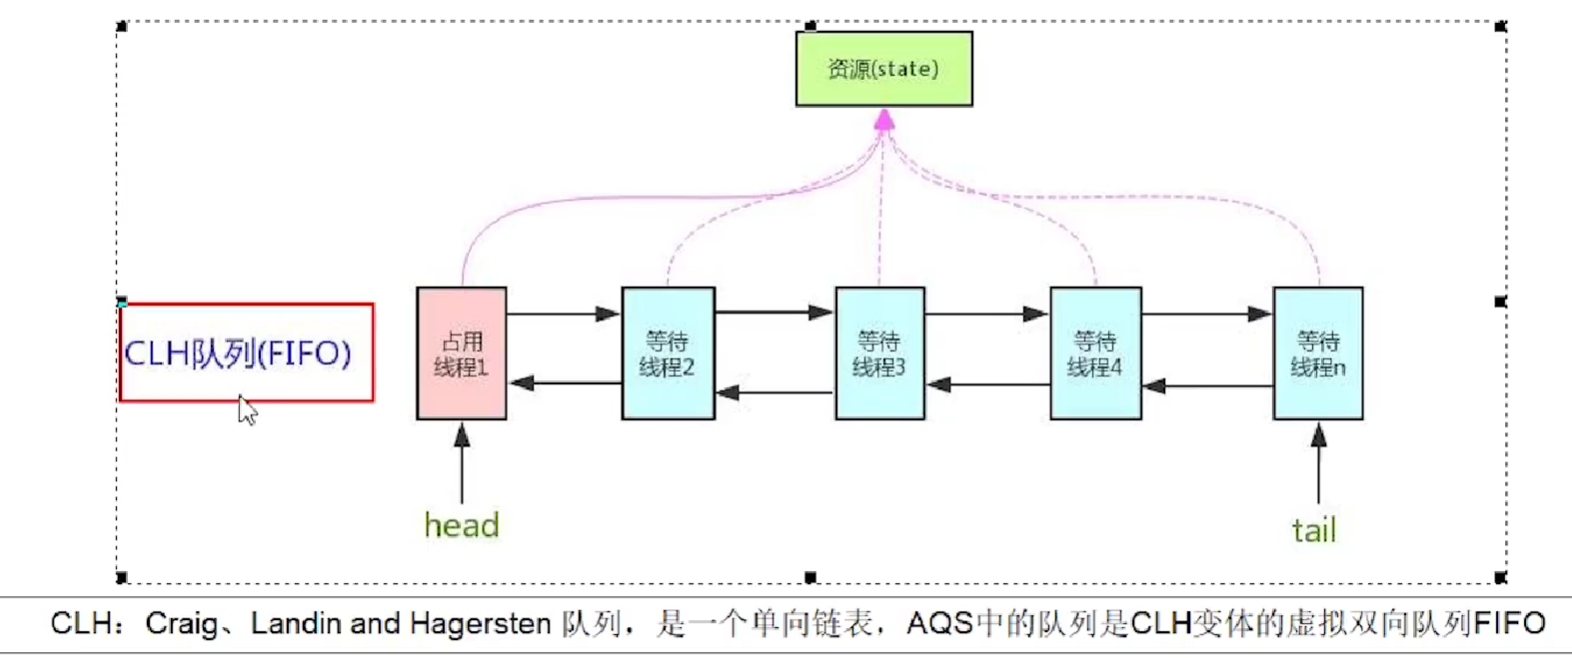 资源(state)
CLH队列(FIFO)
占用
线程1
等待
线程2
等待
线程3
等待
线程4
等待
线程n
head
tail
CLH：Craig、Landin and Hagersten 队列，是一个单向链表，AQS中的队列是CLH变体的虚拟双向队列FIFO